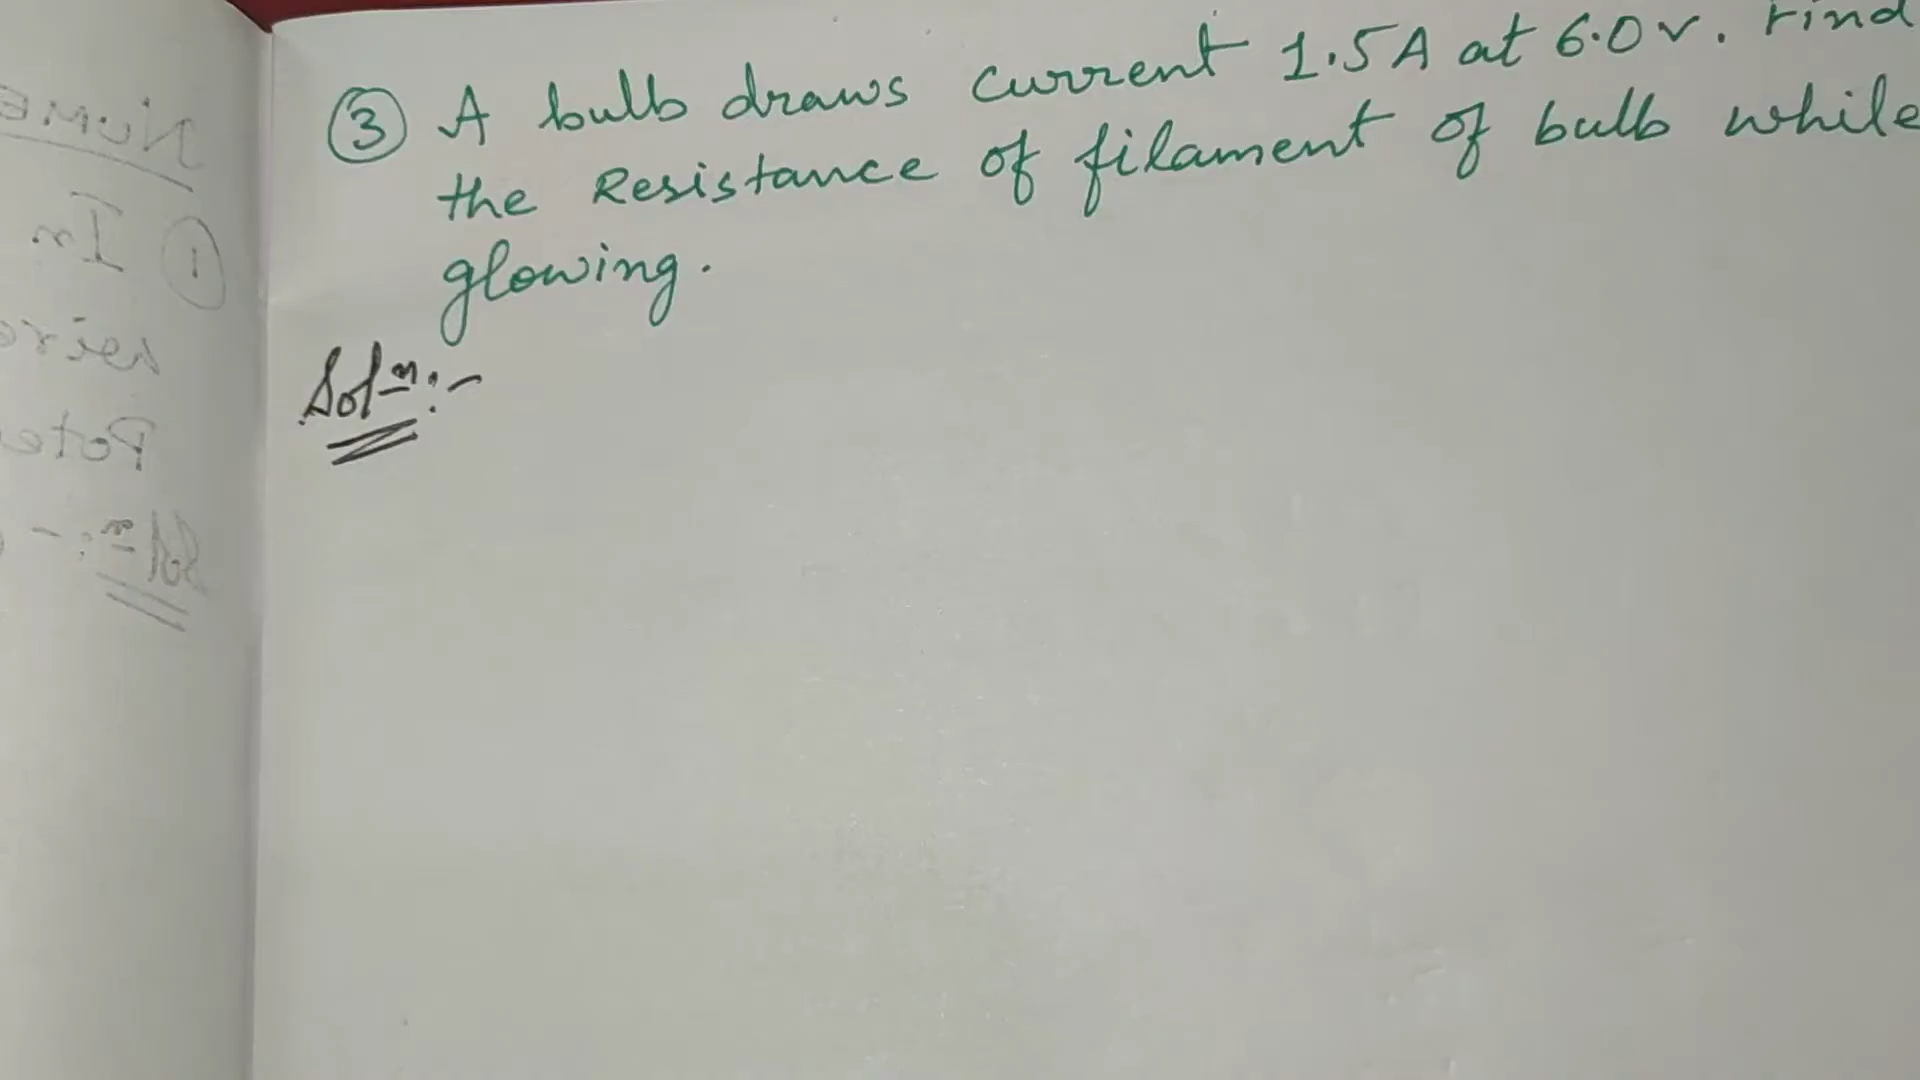 ③ A bulb draws current 1.5A at 6.0v. Find
the Resistance of filament of bulb while
glowing.
Solⁿ:-